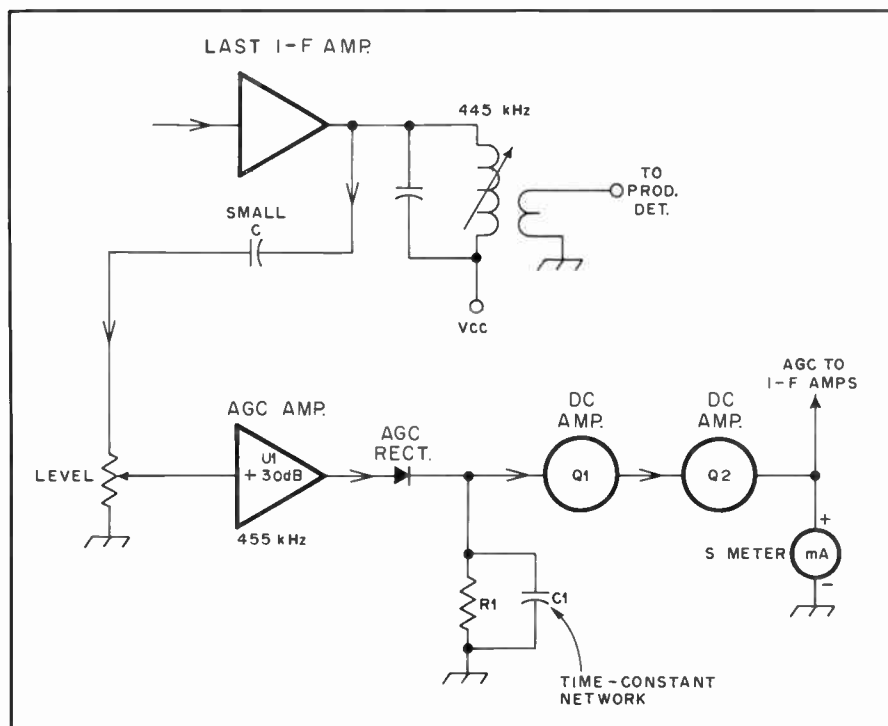 LAST I-F AMP.
445 kHz
TO
PROD.
DET.
SMALL
C
VCC
AGC TO
I-F AMPS
AGC AMP.
DC
AMP.
DC
AMP.
AGC
RECT.
LEVEL
U1
+30dB
Q1
Q2
455 kHz
+
S METER
mA
-
R1
C1
TIME-CONSTANT
NETWORK